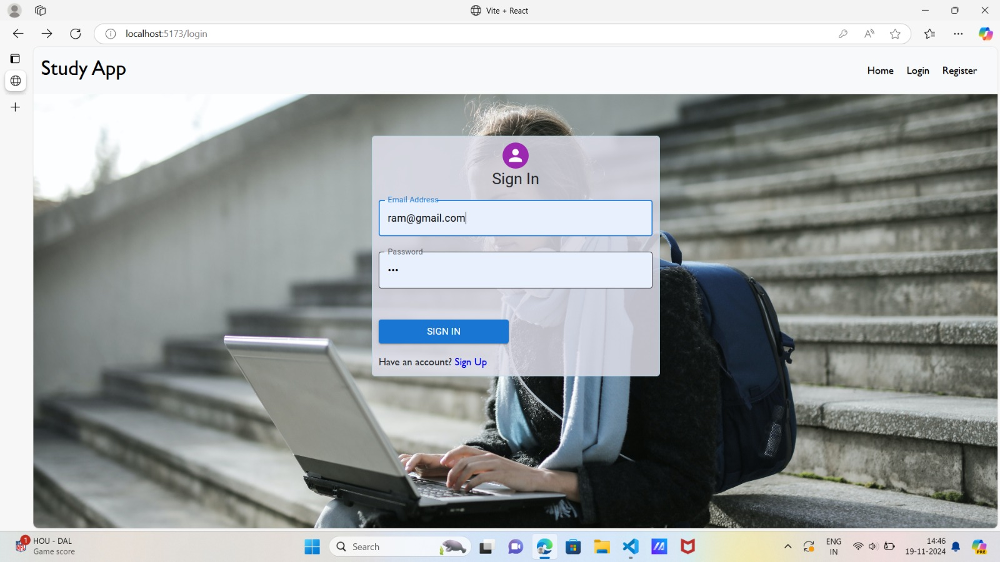 Vite + React
localhost:5173/login
Study App
Home Login Register
Sign In
Email Address
ram@gmail.com
Password
•••
SIGN IN
Have an account? Sign Up
1
NFL
HOU - DAL
Game score
Search
ENG
IN
14:46
19-11-2024
PRE